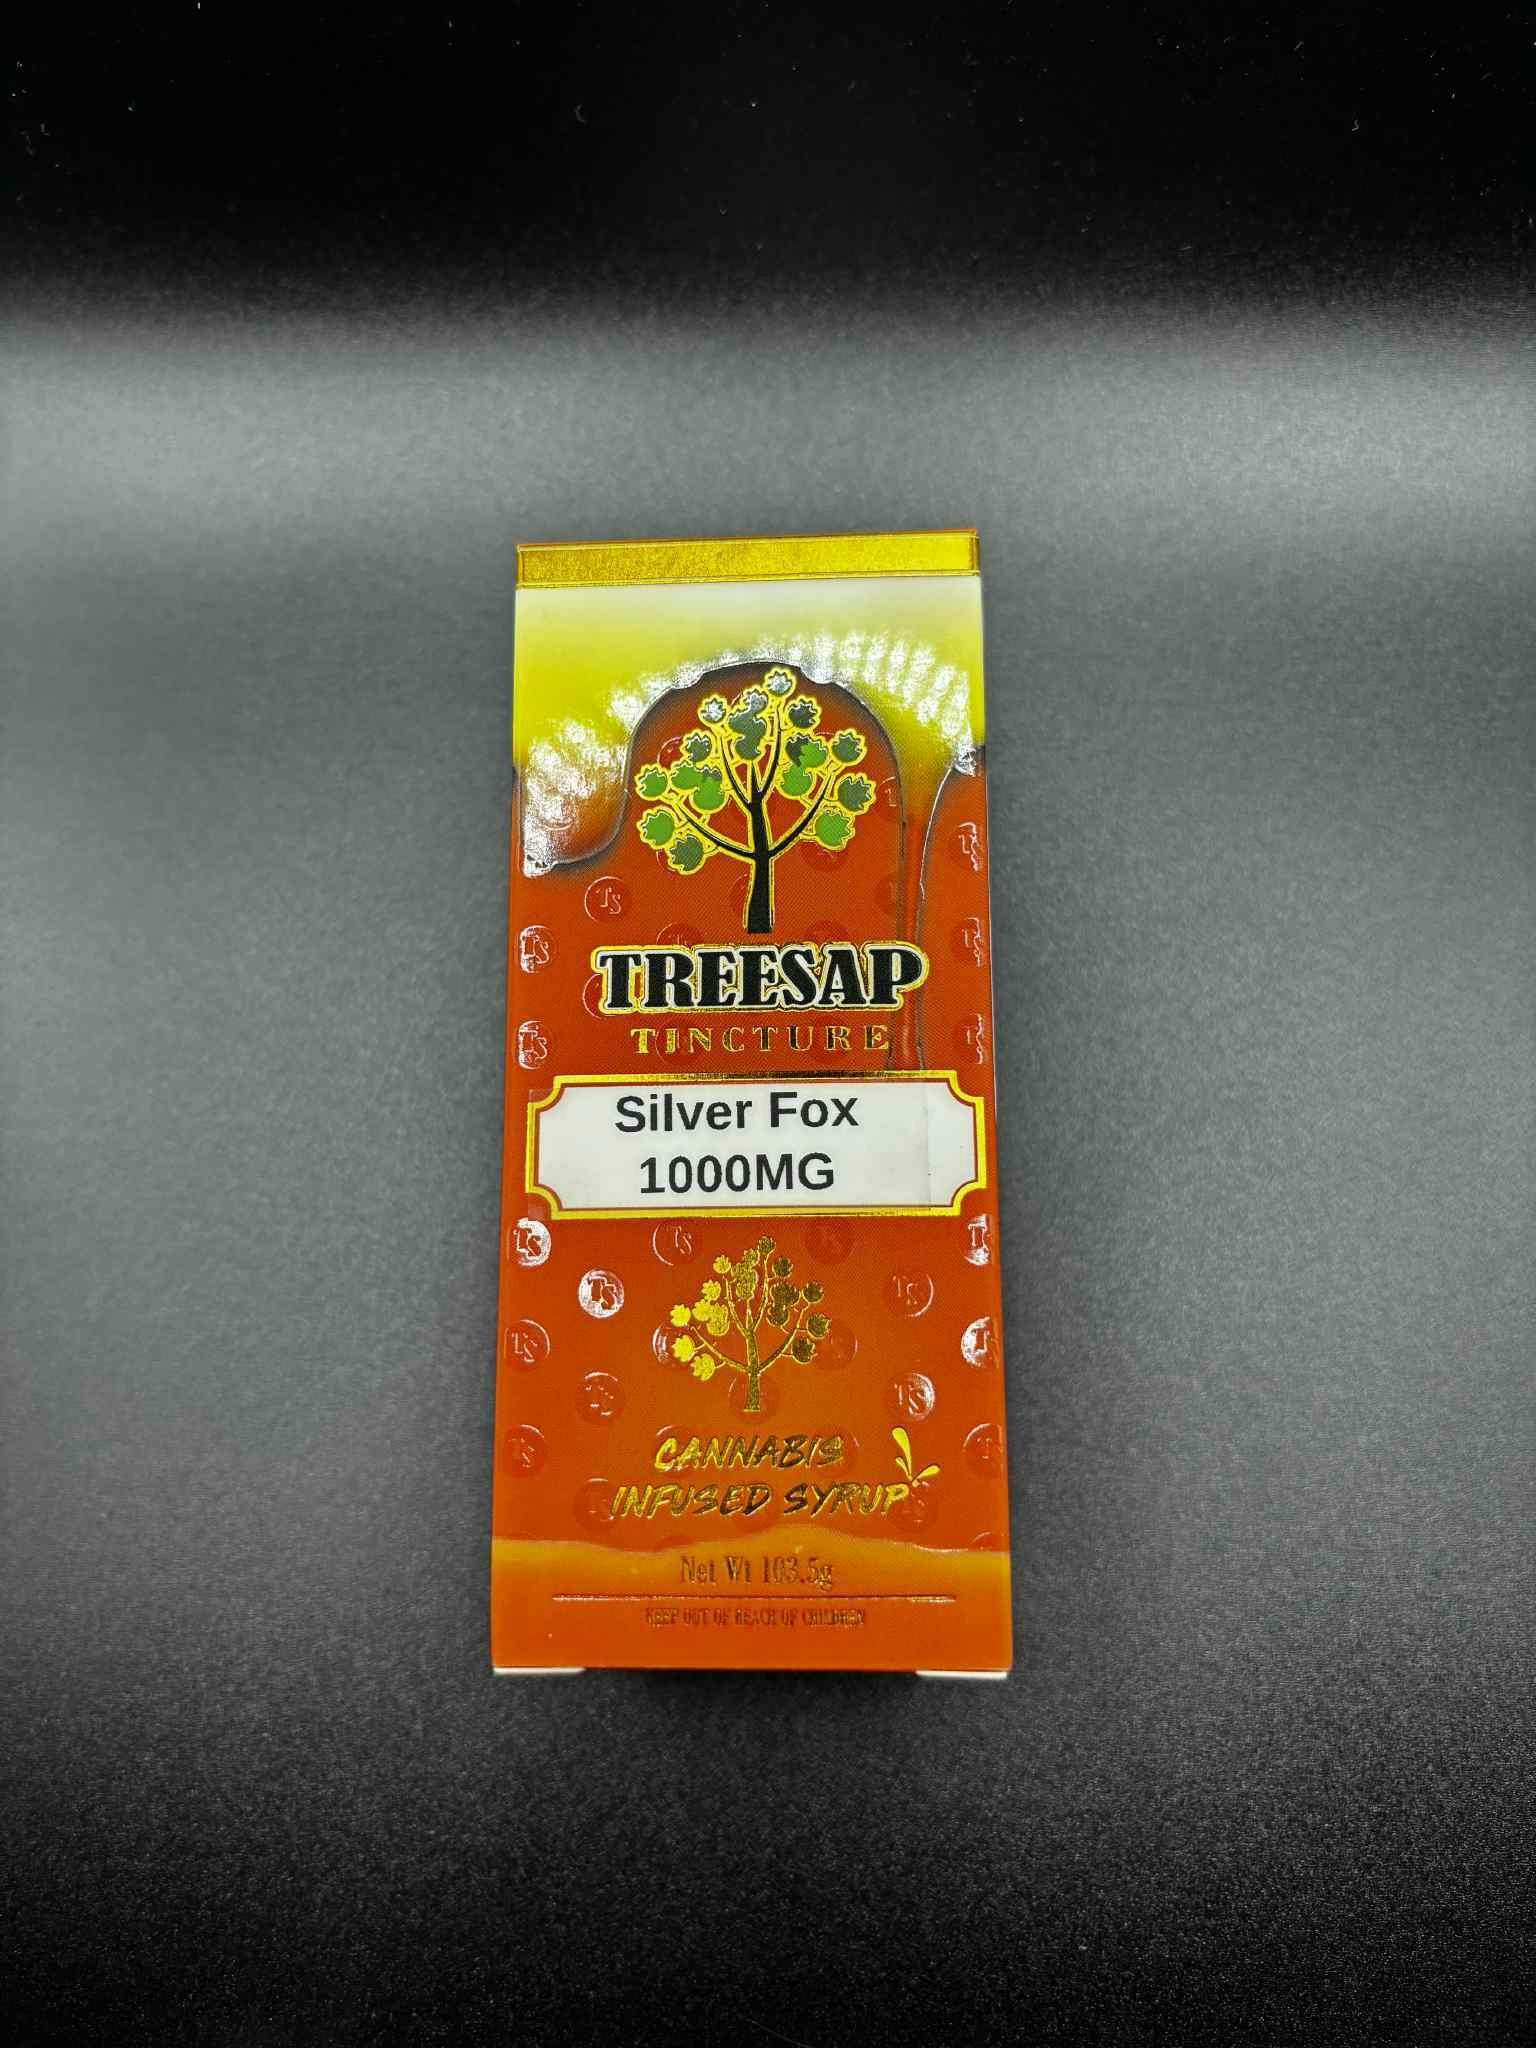 TREESAP
TINCTURE
Silver Fox
1000MG
CANNABIS
INFUSED SYRUP
Net Wt 103.5g
KEEP OUT OF REACH OF CHILDREN